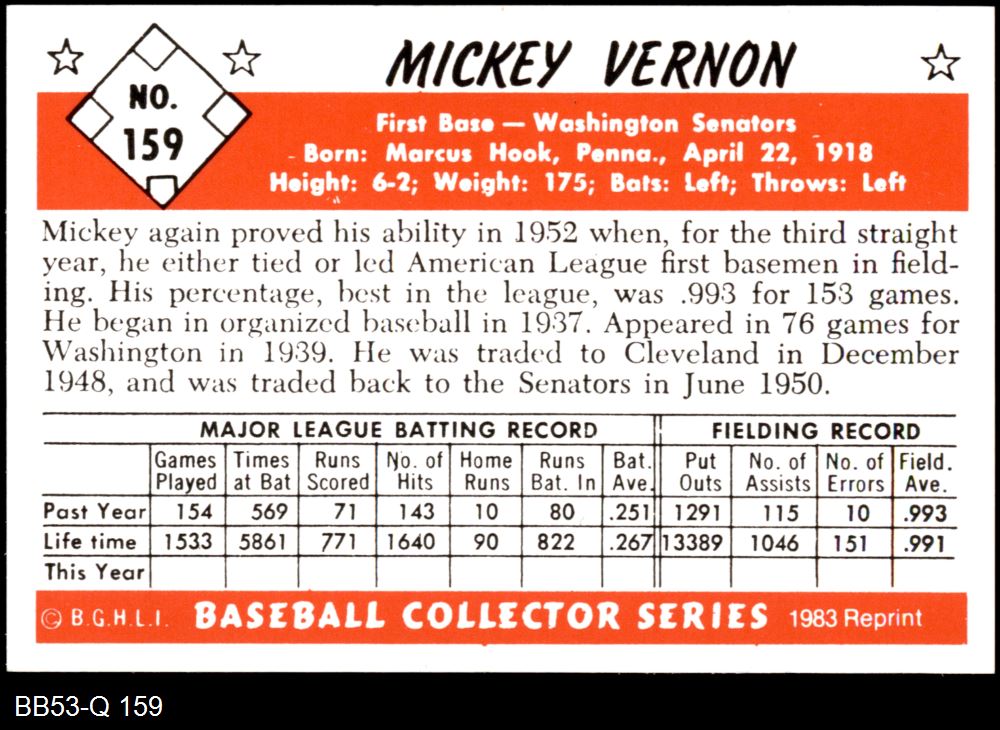 MICKEY VERNON
NO.
159
First Base — Washington Senators
Born: Marcus Hook, Penna., April 22, 1918
Height: 6-2; Weight: 175; Bats: Left; Throws: Left
Mickey again proved his ability in 1952 when, for the third straight
year, he either tied or led American League first basemen in field-
ing. His percentage, best in the league, was .993 for 153 games.
He began in organized baseball in 1937. Appeared in 76 games for
Washington in 1939. He was traded to Cleveland in December
1948, and was traded back to the Senators in June 1950.
MAJOR LEAGUE BATTING RECORD FIELDING RECORD
Games Times Runs No. of Home Runs Bat. Put No. of No. of Field.
Played at Bat Scored Hits Runs Bat. In Ave. Outs Assists Errors Ave.
Past Year 154 569 71 143 10 80 .251 1291 115 10 .993
Life time 1533 5861 771 1640 90 822 .267 13389 1046 151 .991
This Year
© B.G.H.L.I. BASEBALL COLLECTOR SERIES 1983 Reprint
BB53-Q 159